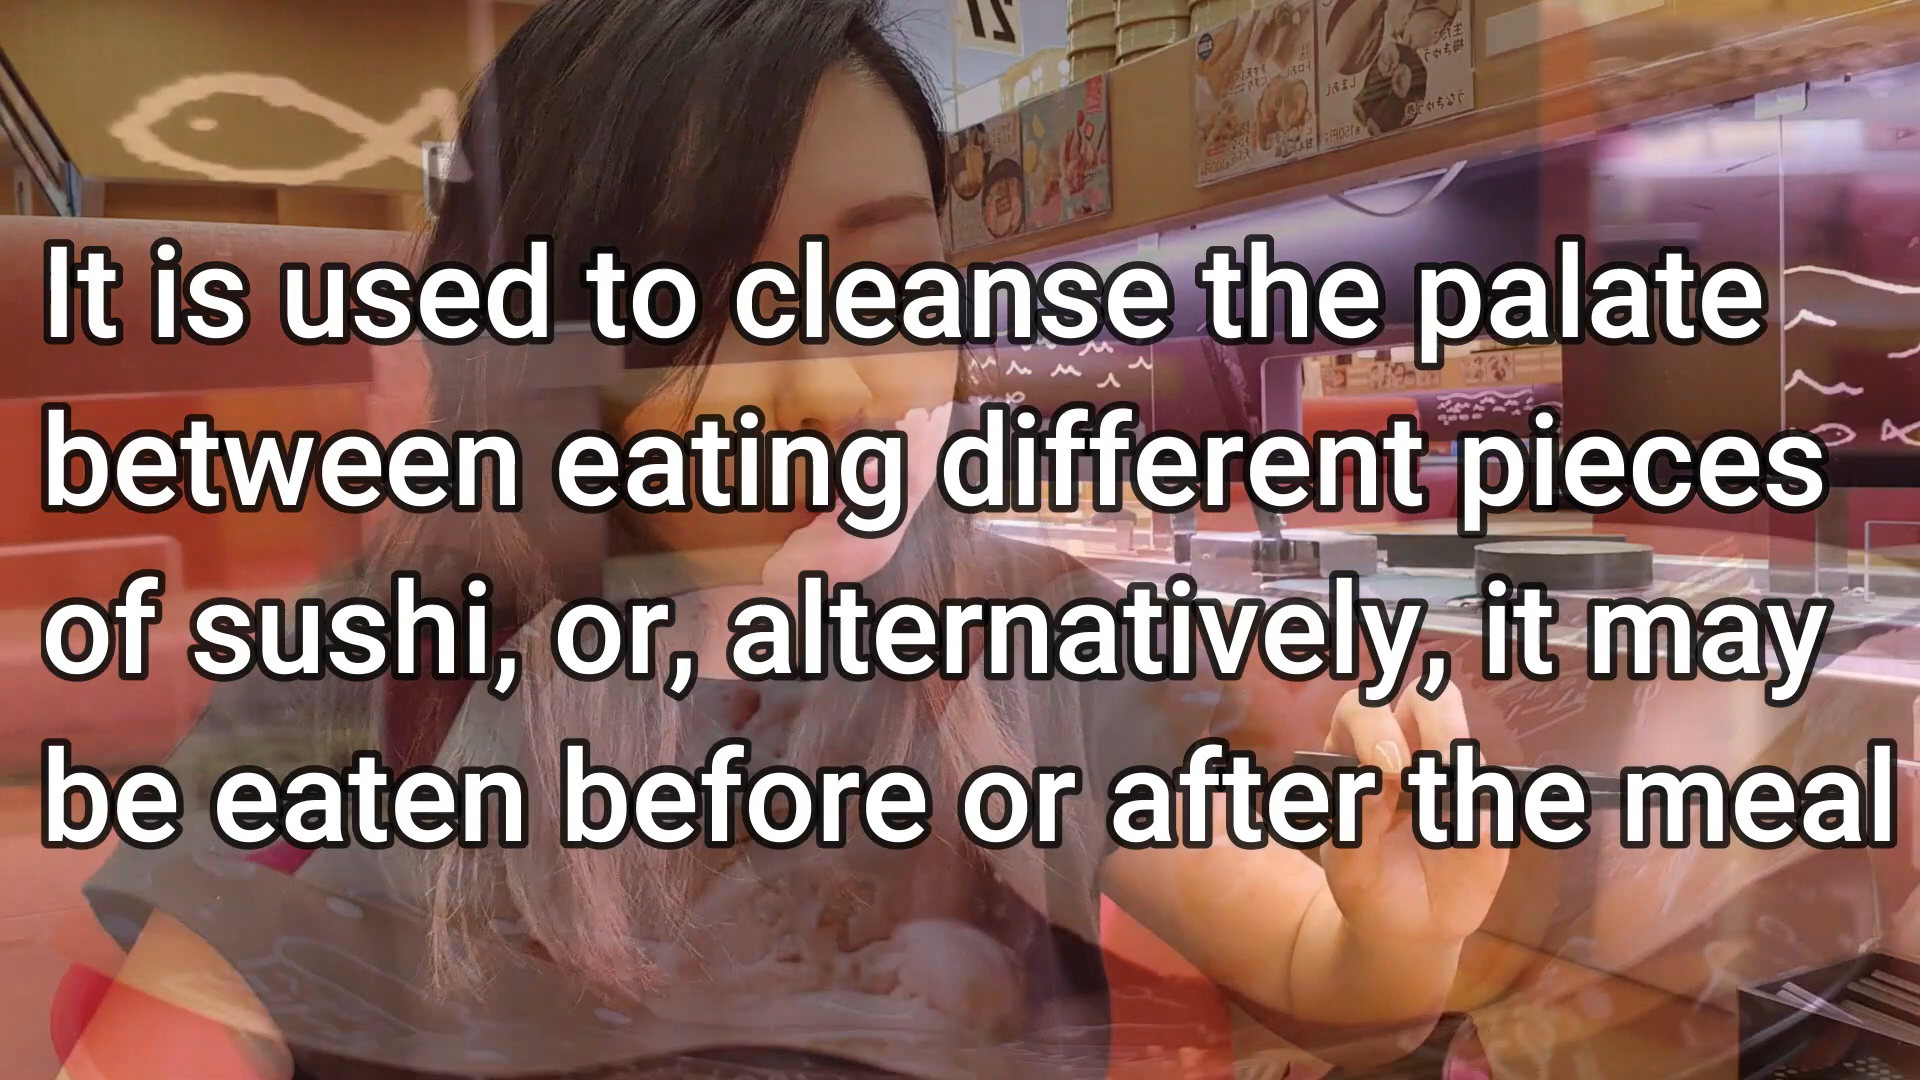 It is used to cleanse the palate
between eating different pieces
of sushi, or, alternatively, it may
be eaten before or after the meal